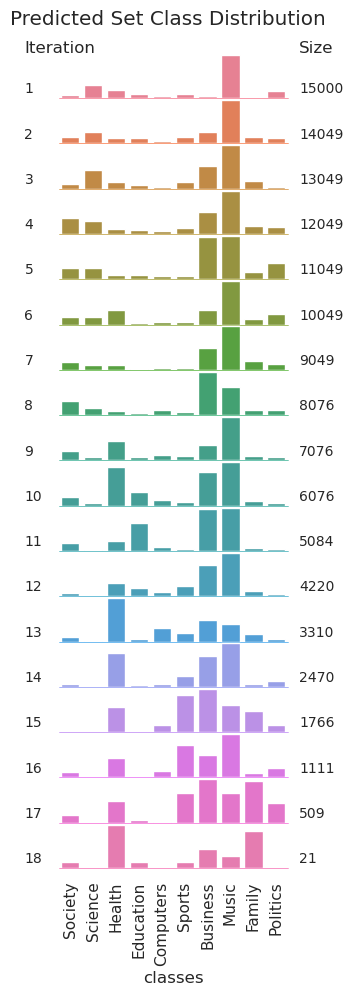 Predicted Set Class Distribution
Iteration Size
1 15000
2 14049
3 13049
4 12049
5 11049
6 10049
7 9049
8 8076
9 7076
10 6076
11 5084
12 4220
13 3310
14 2470
15 1766
16 1111
17 509
18 21
Society
Science
Health
Education
Computers
Sports
Business
Music
Family
Politics
classes